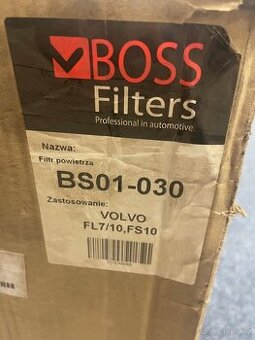 BOSS
Filters
Professional in automotive
Nazwa:
Filtr powietrza
BS01-030
Zastosowanie:
VOLVO
FL7/10,FS10